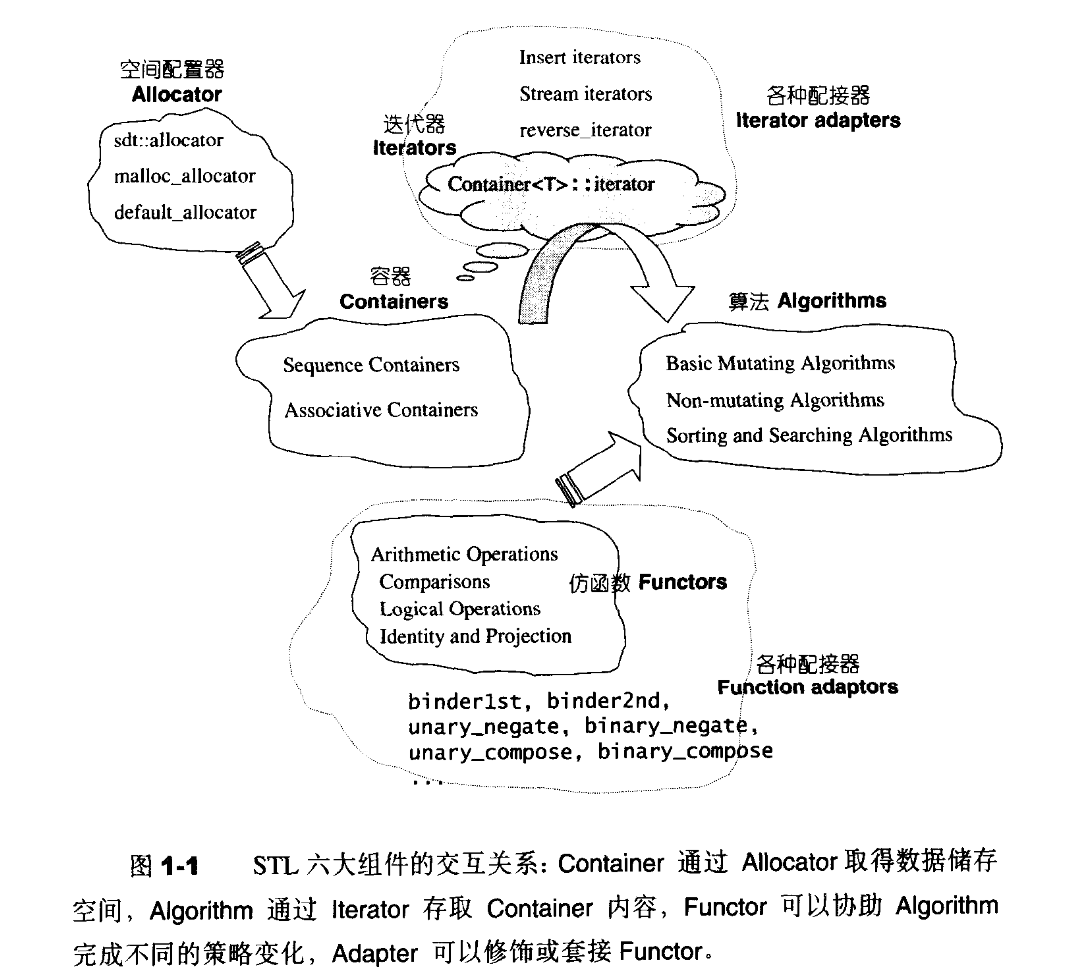 空间配置器
Allocator
sdt::allocator
malloc_allocator
default_allocator
Insert iterators
Stream iterators
reverse_iterator
迭代器
Iterators
Container<T>::iterator
各种配接器
Iterator adapters
容器
Containers
Sequence Containers
Associative Containers
算法 Algorithms
Basic Mutating Algorithms
Non-mutating Algorithms
Sorting and Searching Algorithms
Arithmetic Operations
Comparisons
Logical Operations
Identity and Projection
仿函数 Functors
各种配接器
Function adaptors
binder1st, binder2nd,
unary_negate, binary_negate,
unary_compose, binary_compose
...
图 1-1 STL 六大组件的交互关系：Container 通过 Allocator 取得数据储存
空间，Algorithm 通过 Iterator 存取 Container 内容，Functor 可以协助 Algorithm
完成不同的策略变化，Adapter 可以修饰或套接 Functor。